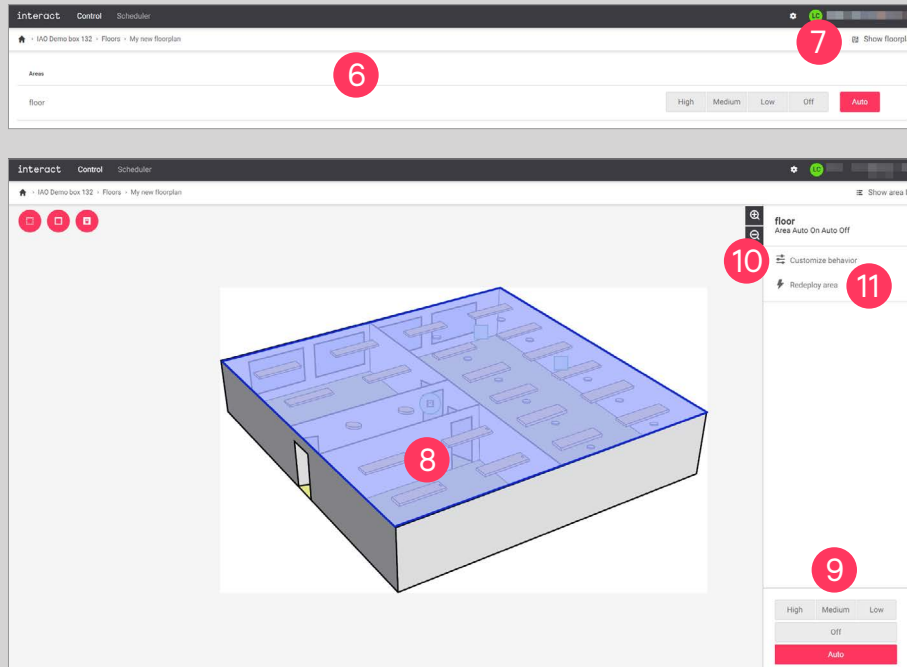 interact Control Scheduler LC
IAO Demo box 132 Floors My new floorplan Show floorpla
7
6
Areas
floor High Medium Low Off Auto
interact Control Scheduler LC
IAO Demo box 132 Floors My new floorplan Show area l
floor
Area Auto On Auto Off
10 Customize behavior
Redeploy area 11
8
9
High Medium Low
Off
Auto